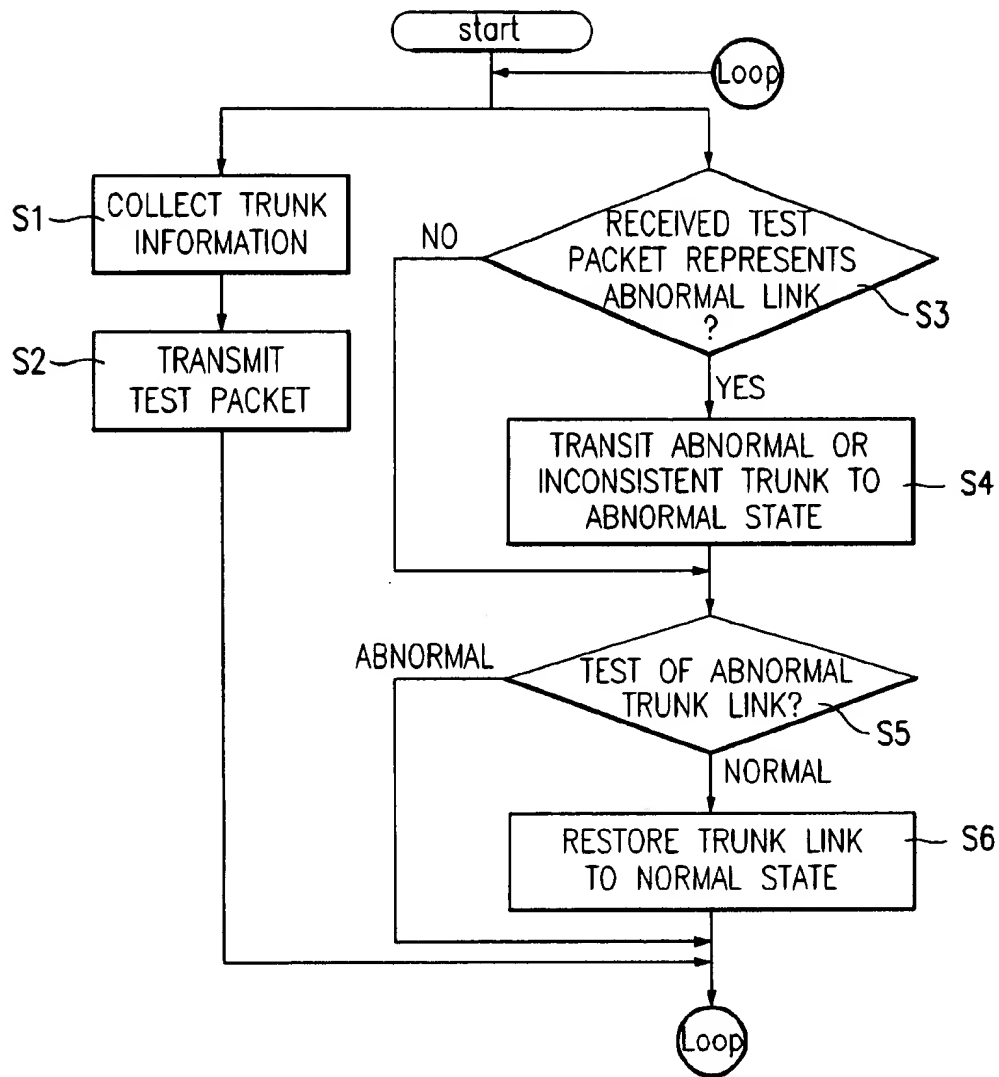 start
Loop
S1
COLLECT TRUNK
INFORMATION
S2
TRANSMIT
TEST PACKET
NO
RECEIVED TEST
PACKET REPRESENTS
ABNORMAL LINK
?
S3
YES
TRANSIT ABNORMAL OR
INCONSISTENT TRUNK TO
ABNORMAL STATE
S4
ABNORMAL
TEST OF ABNORMAL
TRUNK LINK?
S5
NORMAL
RESTORE TRUNK LINK
TO NORMAL STATE
S6
Loop